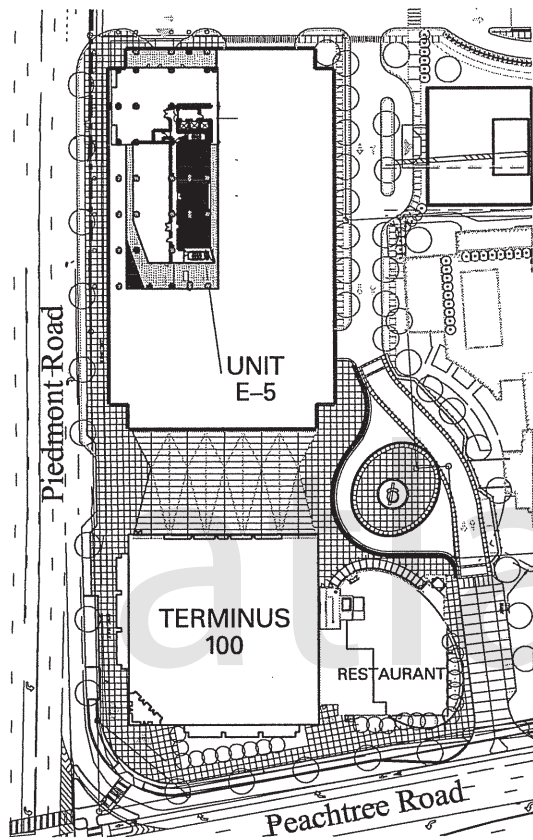 UNIT
E–5
Piedmont Road
TERMINUS
100
RESTAURANT
Peachtree Road